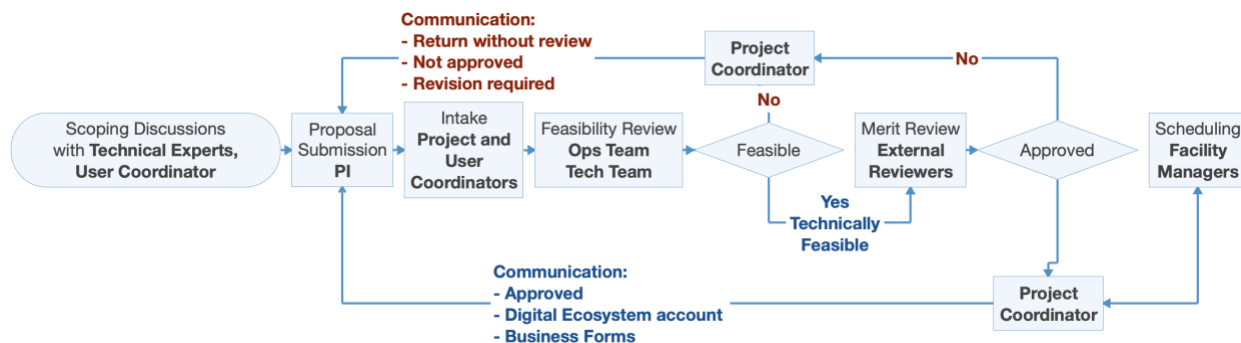 Communication:
- Return without review
- Not approved
- Revision required
Project
Coordinator
No
No
Scoping Discussions
with Technical Experts,
User Coordinator
Proposal
Submission
PI
Intake
Project and
User
Coordinators
Feasibility Review
Ops Team
Tech Team
Feasible
Merit Review
External
Reviewers
Approved
Scheduling
Facility
Managers
Yes
Technically
Feasible
Communication:
- Approved
- Digital Ecosystem account
- Business Forms
Project
Coordinator